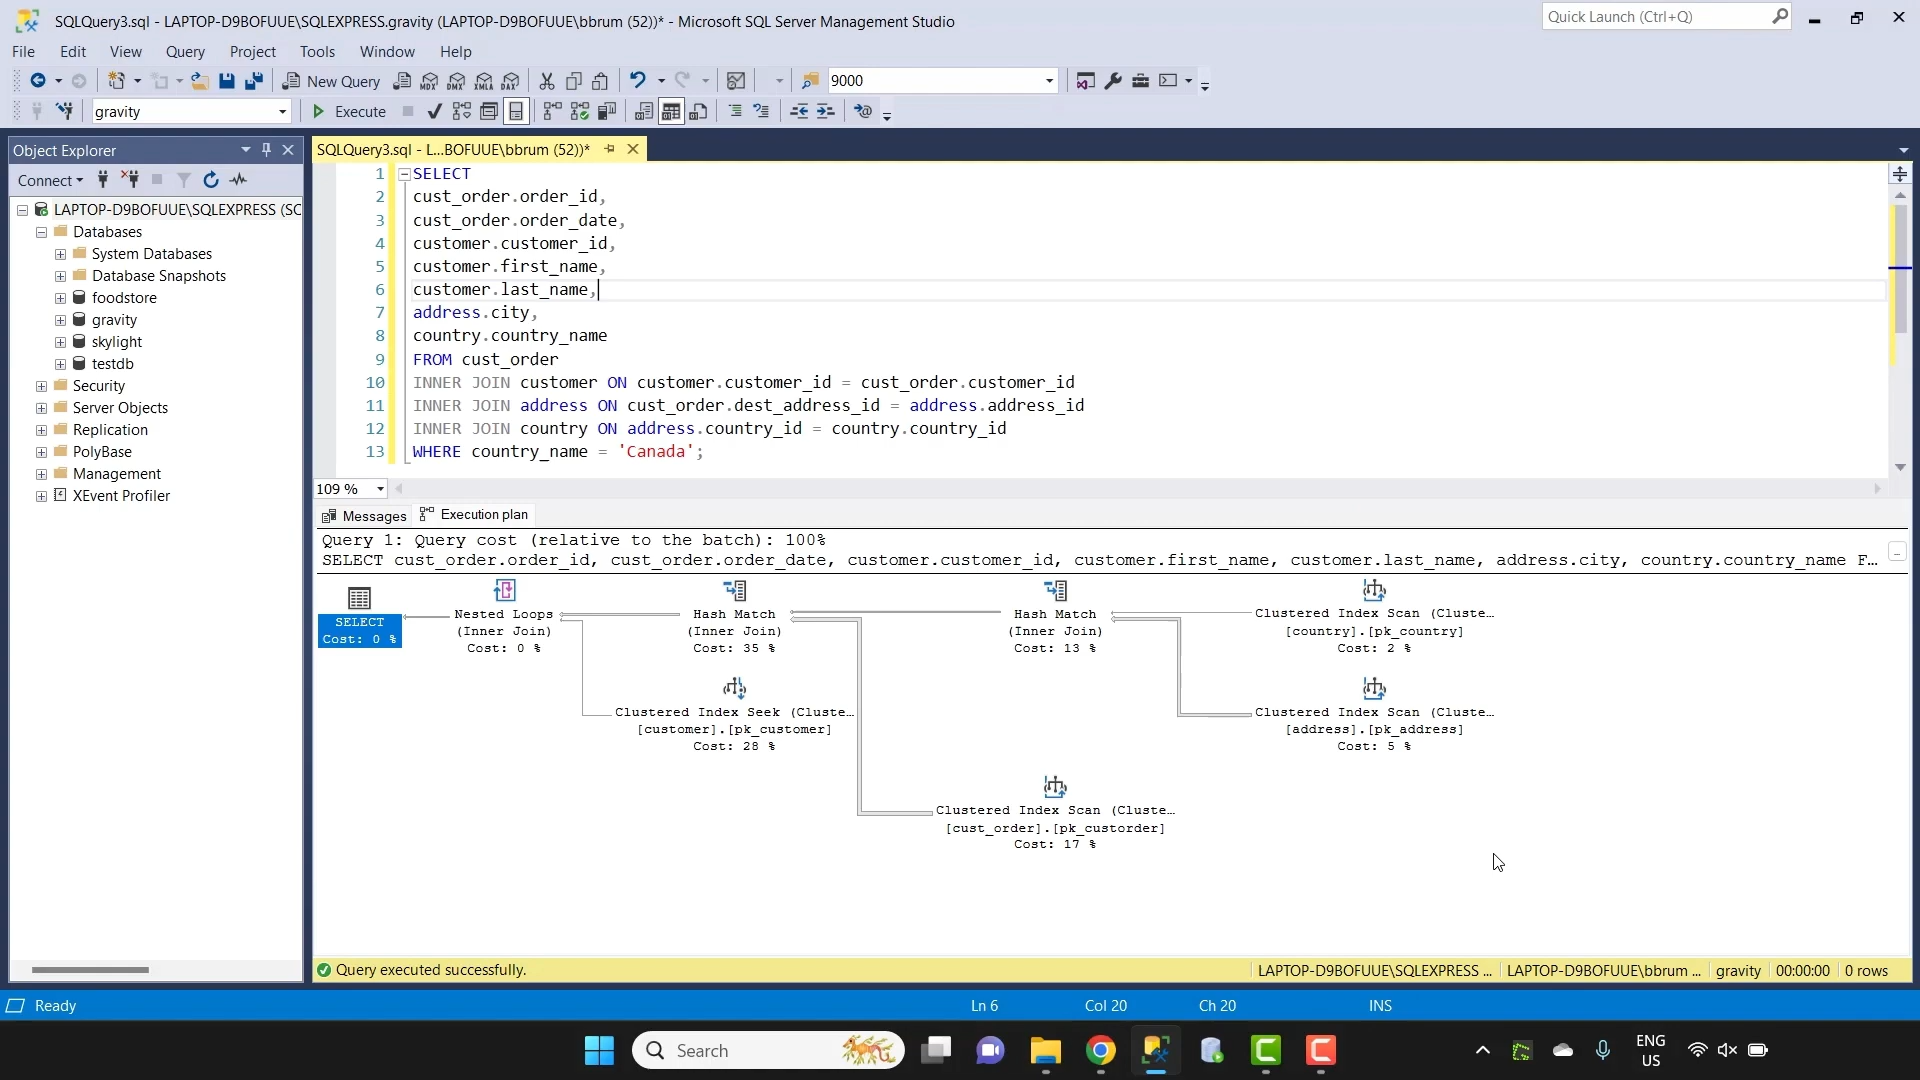 SQLQuery3.sql - LAPTOP-D9BOFUUE\SQLEXPRESS.gravity (LAPTOP-D9BOFUUE\bbrum (52))* - Microsoft SQL Server Management Studio
Quick Launch (Ctrl+Q)
File Edit View Query Project Tools Window Help
New Query MDX DMX XMLA DAX 9000
gravity Execute
Object Explorer
SQLQuery3.sql - L...BOFUUE\bbrum (52))*
Connect
LAPTOP-D9BOFUUE\SQLEXPRESS (SC
Databases
System Databases
Database Snapshots
foodstore
gravity
skylight
testdb
Security
Server Objects
Replication
PolyBase
Management
XEvent Profiler
1 SELECT
2 cust_order.order_id,
3 cust_order.order_date,
4 customer.customer_id,
5 customer.first_name,
6 customer.last_name,
7 address.city,
8 country.country_name
9 FROM cust_order
10 INNER JOIN customer ON customer.customer_id = cust_order.customer_id
11 INNER JOIN address ON cust_order.dest_address_id = address.address_id
12 INNER JOIN country ON address.country_id = country.country_id
13 WHERE country_name = 'Canada';
109 %
Messages Execution plan
Query 1: Query cost (relative to the batch): 100%
SELECT cust_order.order_id, cust_order.order_date, customer.customer_id, customer.first_name, customer.last_name, address.city, country.country_name F…
...
SELECT
Cost: 0 %
Nested Loops
(Inner Join)
Cost: 0 %
Hash Match
(Inner Join)
Cost: 35 %
Hash Match
(Inner Join)
Cost: 13 %
Clustered Index Scan (Cluste…
[country].[pk_country]
Cost: 2 %
Clustered Index Seek (Cluste…
[customer].[pk_customer]
Cost: 28 %
Clustered Index Scan (Cluste…
[address].[pk_address]
Cost: 5 %
Clustered Index Scan (Cluste…
[cust_order].[pk_custorder]
Cost: 17 %
Query executed successfully.
LAPTOP-D9BOFUUE\SQLEXPRESS ... LAPTOP-D9BOFUUE\bbrum ... gravity 00:00:00 0 rows
Ready Ln 6 Col 20 Ch 20 INS
Search
ENG
US